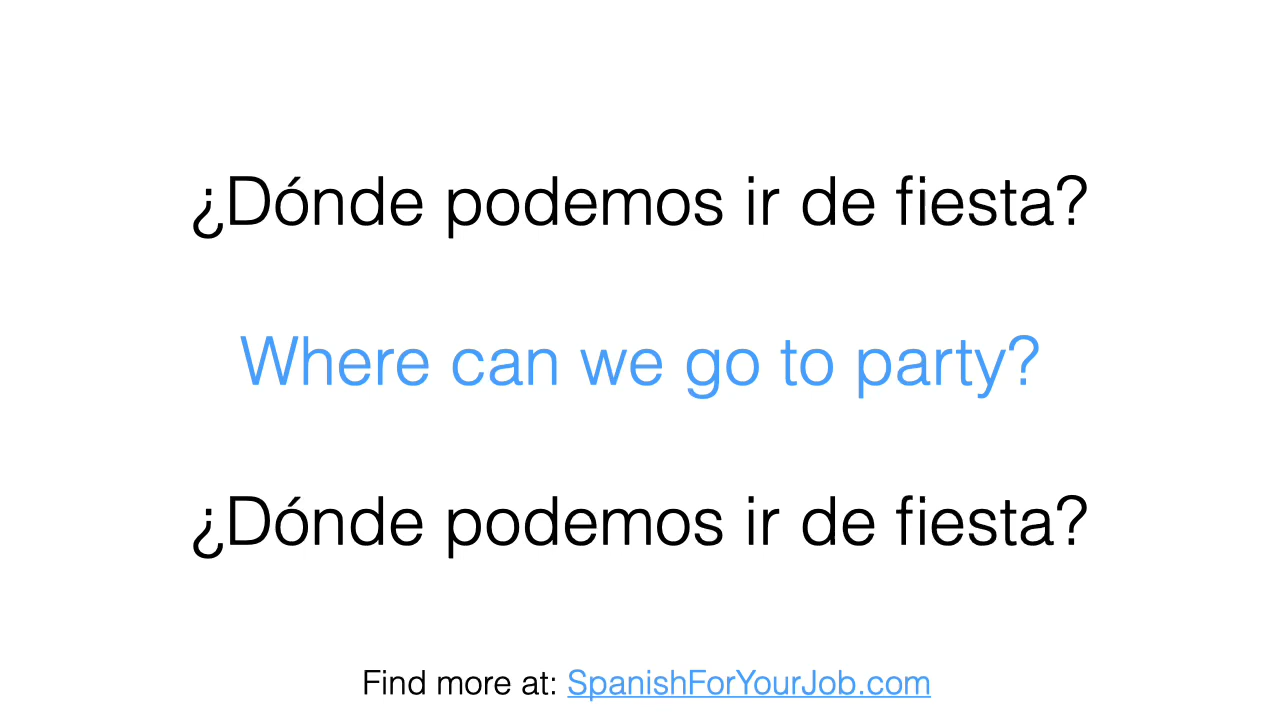 ¿Dónde podemos ir de fiesta?
Where can we go to party?
¿Dónde podemos ir de fiesta?
Find more at: SpanishForYourJob.com